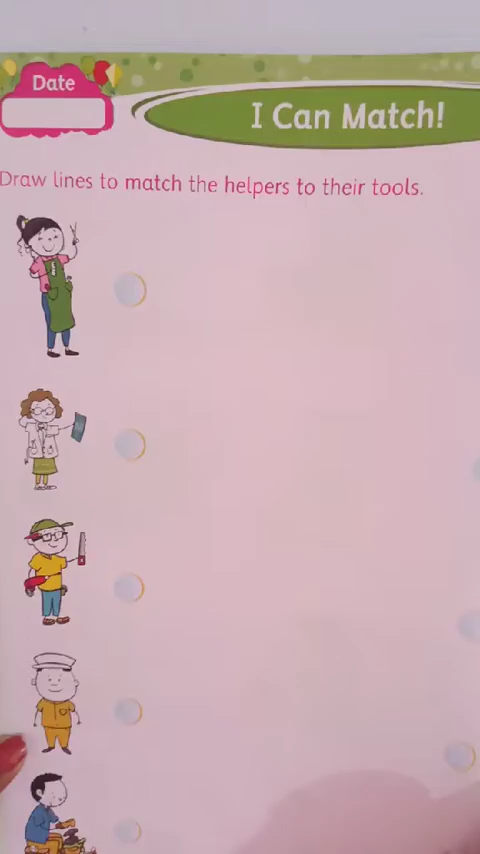 Date
I Can Match!
Draw lines to match the helpers to their tools.